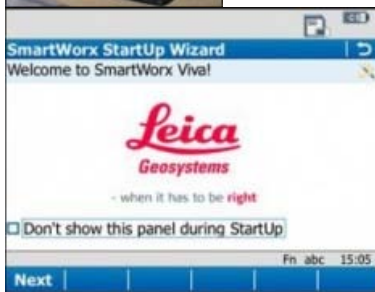 SmartWorx StartUp Wizard
Welcome to SmartWorx Viva!
Leica
Geosystems
- when it has to be right
Don't show this panel during StartUp
Fn abc 15:05
Next